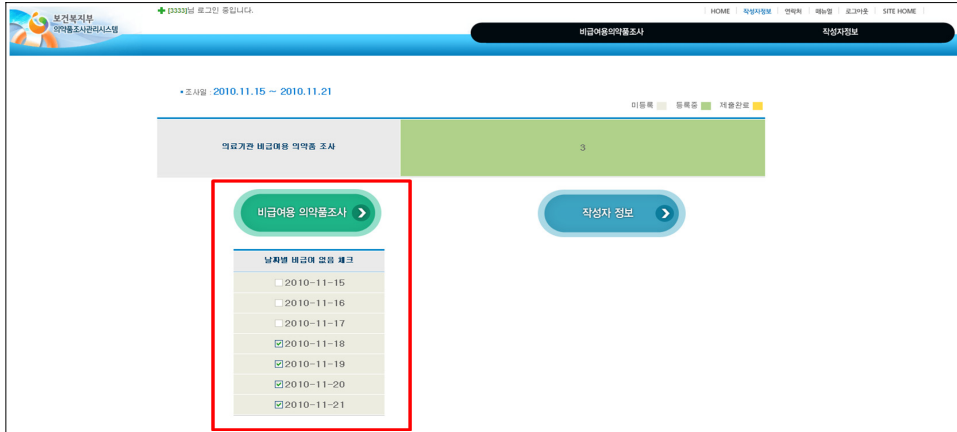 보건복지부
의약품조사관리시스템
[3333]님 로그인 중입니다.
HOME 작성자정보 연락처 매뉴얼 로그아웃 SITE HOME
비급여용의약품조사 작성자정보
조사일 : 2010.11.15 ~ 2010.11.21
미등록 등록중 제출완료
의료기관 비급여용 의약품 조사 3
비급여용 의약품조사 작성자 정보
날짜별 비급여 없음 체크
2010-11-15
2010-11-16
2010-11-17
2010-11-18
2010-11-19
2010-11-20
2010-11-21